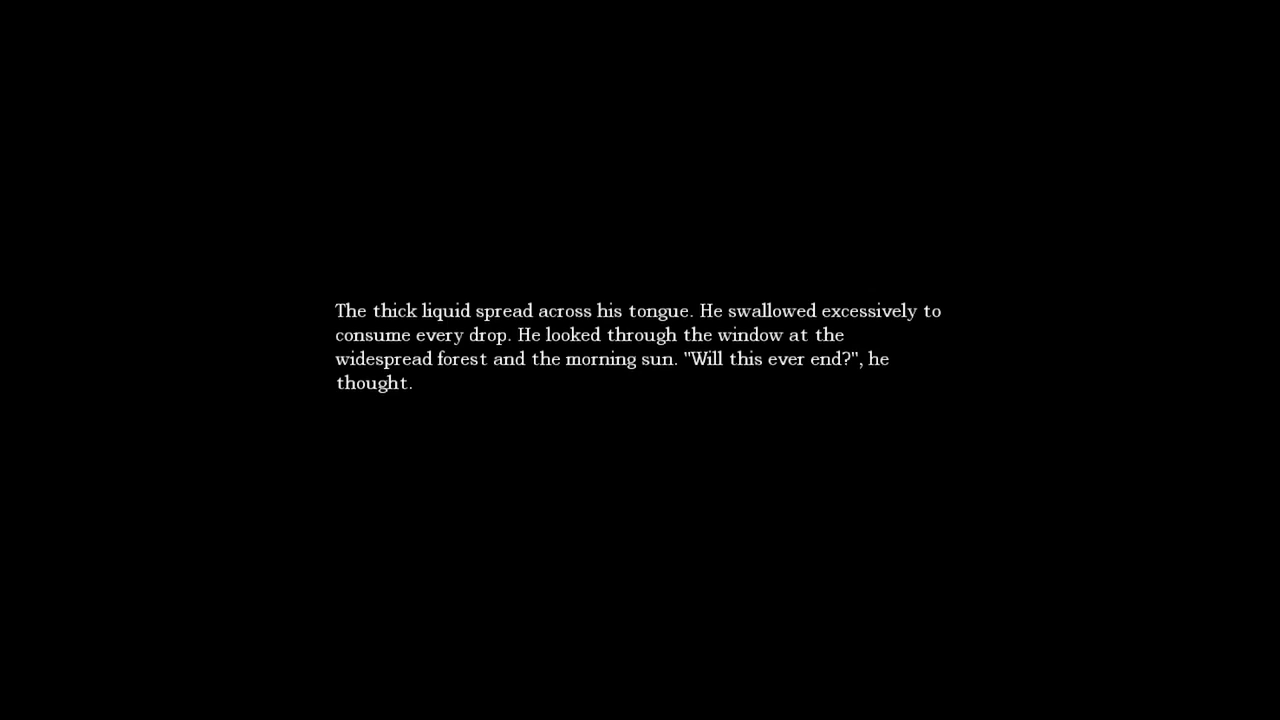 The thick liquid spread across his tongue. He swallowed excessively to
consume every drop. He looked through the window at the
widespread forest and the morning sun. "Will this ever end?", he
thought.